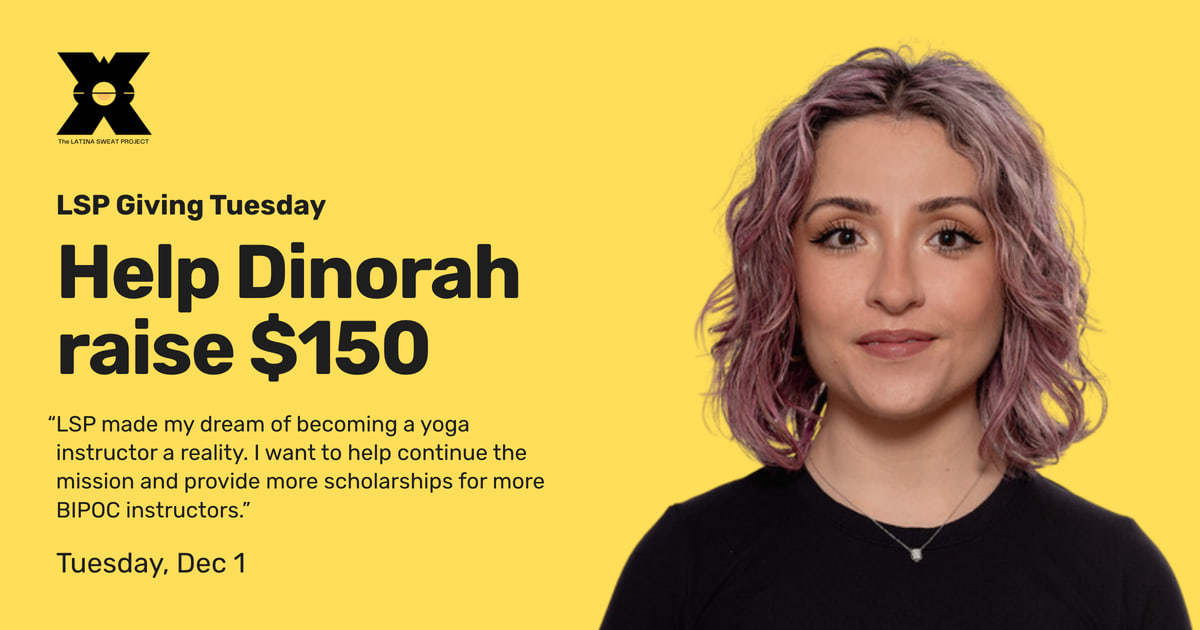 The LATINA SWEAT PROJECT
LSP Giving Tuesday
Help Dinorah
raise $150
“LSP made my dream of becoming a yoga
instructor a reality. I want to help continue the
mission and provide more scholarships for more
BIPOC instructors.”
Tuesday, Dec 1